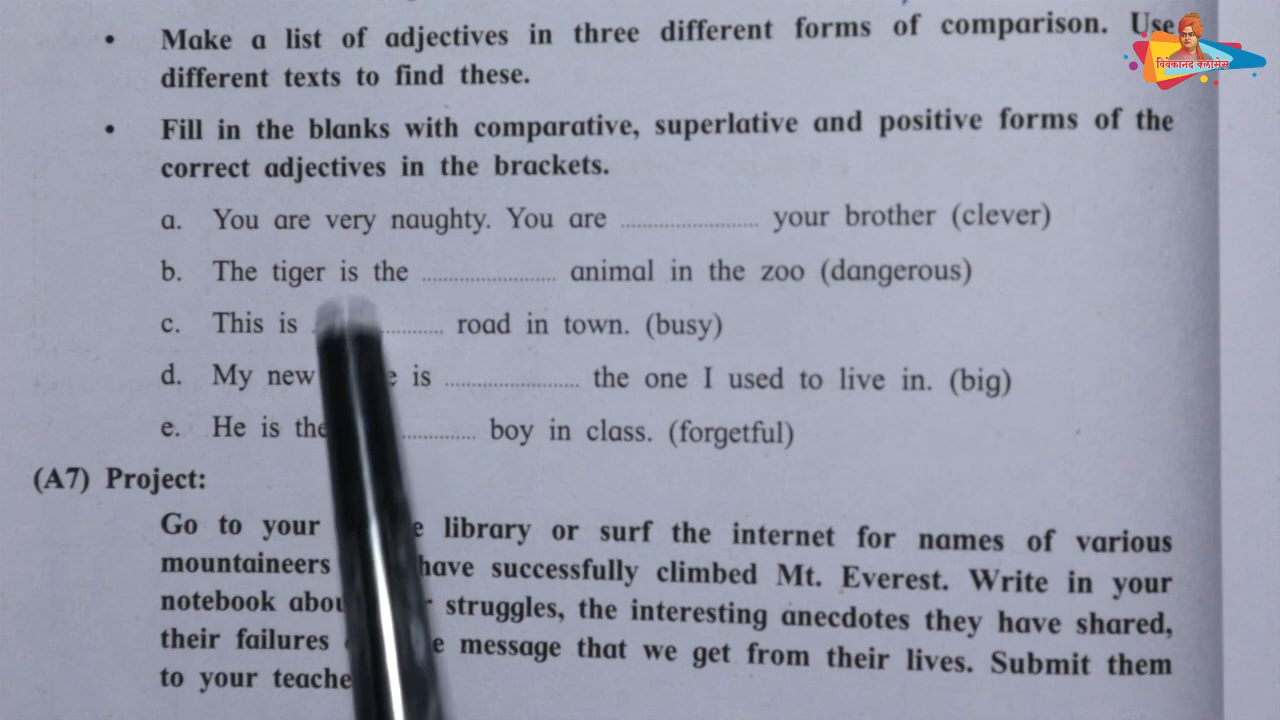 • Make a list of adjectives in three different forms of comparison. Use
different texts to find these.
• Fill in the blanks with comparative, superlative and positive forms of the
correct adjectives in the brackets.
a. You are very naughty. You are ........................ your brother (clever)
b. The tiger is the ........................ animal in the zoo (dangerous)
c. This is ........................ road in town. (busy)
d. My new is ........................ the one I used to live in. (big)
e. He is the ............. boy in class. (forgetful)
(A7) Project:
Go to your library or surf the internet for names of various
mountaineers have successfully climbed Mt. Everest. Write in your
notebook struggles, the interesting anecdotes they have shared,
their failures message that we get from their lives. Submit them
to your
विवेकानंद क्लासेस